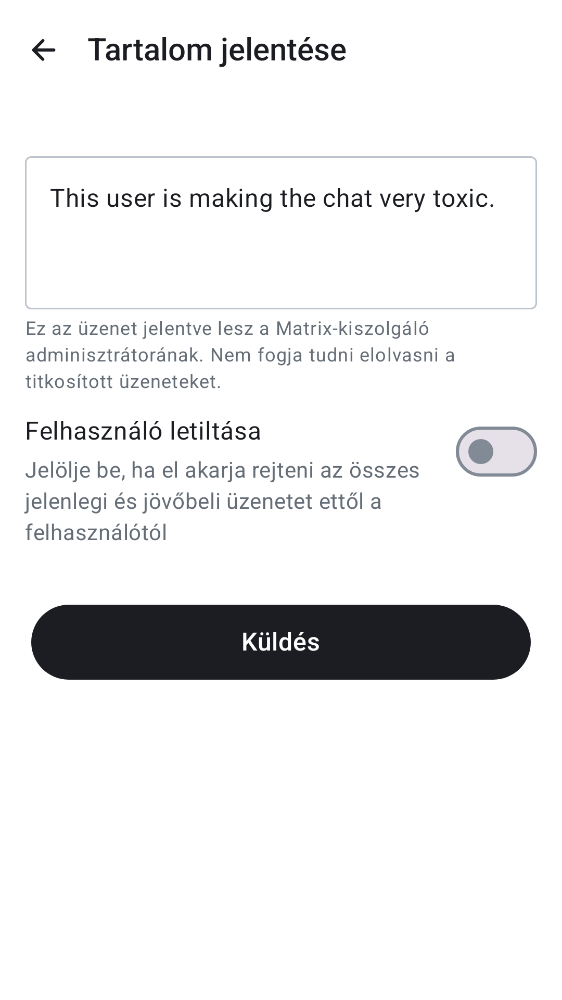 Tartalom jelentése
This user is making the chat very toxic.
Ez az üzenet jelentve lesz a Matrix-kiszolgáló
adminisztrátorának. Nem fogja tudni elolvasni a
titkosított üzeneteket.
Felhasználó letiltása
Jelölje be, ha el akarja rejteni az összes
jelenlegi és jövőbeli üzenetet ettől a
felhasználótól
Küldés